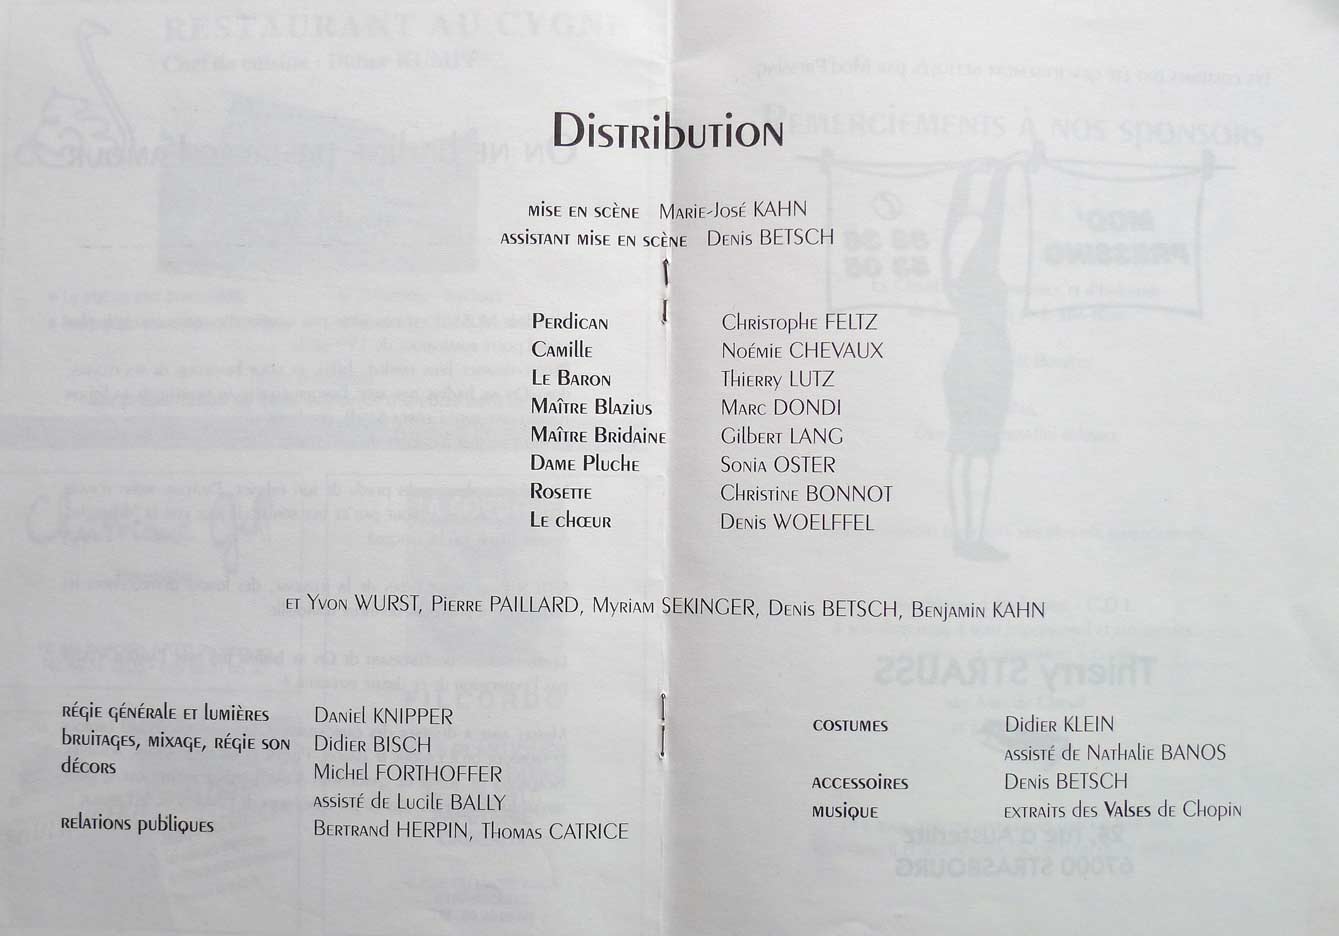 Distribution
mise en scène Marie-José KAHN
assistant mise en scène Denis BETSCH
Perdican Christophe FELTZ
Camille Noémie CHEVAUX
Le Baron Thierry LUTZ
Maître Blazius Marc DONDI
Maître Bridaine Gilbert LANG
Dame Pluche Sonia OSTER
Rosette Christine BONNOT
Le chœur Denis WOELFFEL
et Yvon WURST, Pierre PAILLARD, Myriam SEKINGER, Denis BETSCH, Benjamin KAHN
régie générale et lumières Daniel KNIPPER
bruitages, mixage, régie son Didier BISCH
décors Michel FORTHOFFER
assisté de Lucile BALLY
relations publiques Bertrand HERPIN, Thomas CATRICE
costumes Didier KLEIN
assisté de Nathalie BANOS
accessoires Denis BETSCH
musique extraits des Valses de Chopin